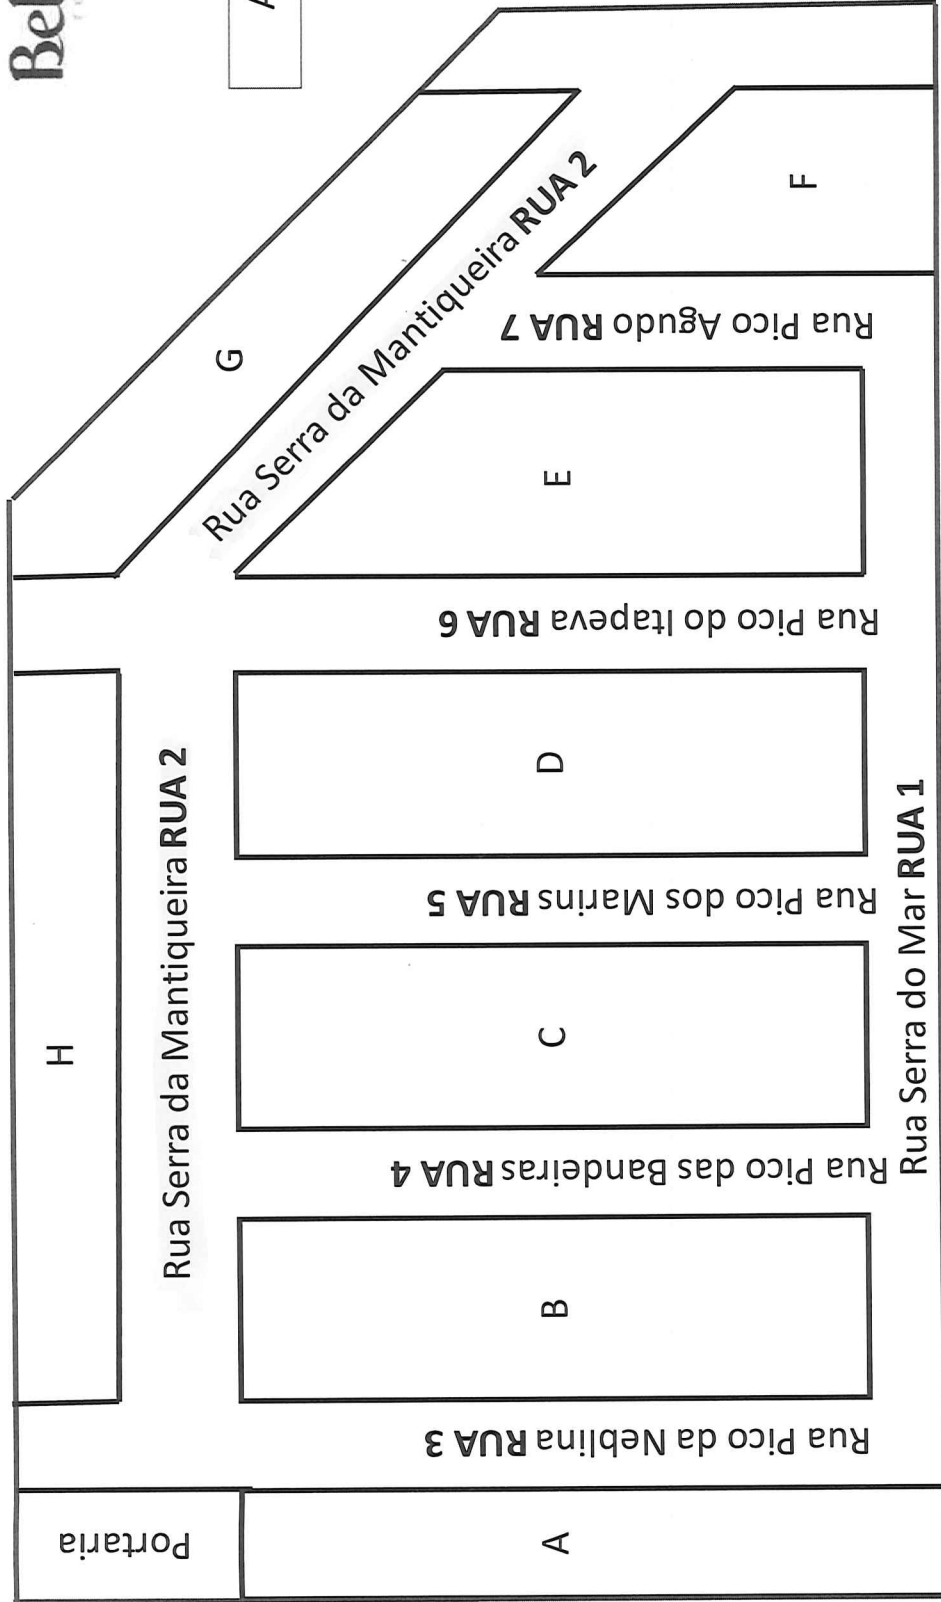 Bel
A
G
Rua Serra da Mantiqueira RUA 2
F
Rua Pico Agudo RUA 7
E
Rua Pico do Itapeva RUA 6
H
Rua Serra da Mantiqueira RUA 2
D
Rua Pico dos Marins RUA 5
C
Rua Serra do Mar RUA 1
Rua Pico das Bandeiras RUA 4
B
Rua Pico da Neblina RUA 3
Portaria
A